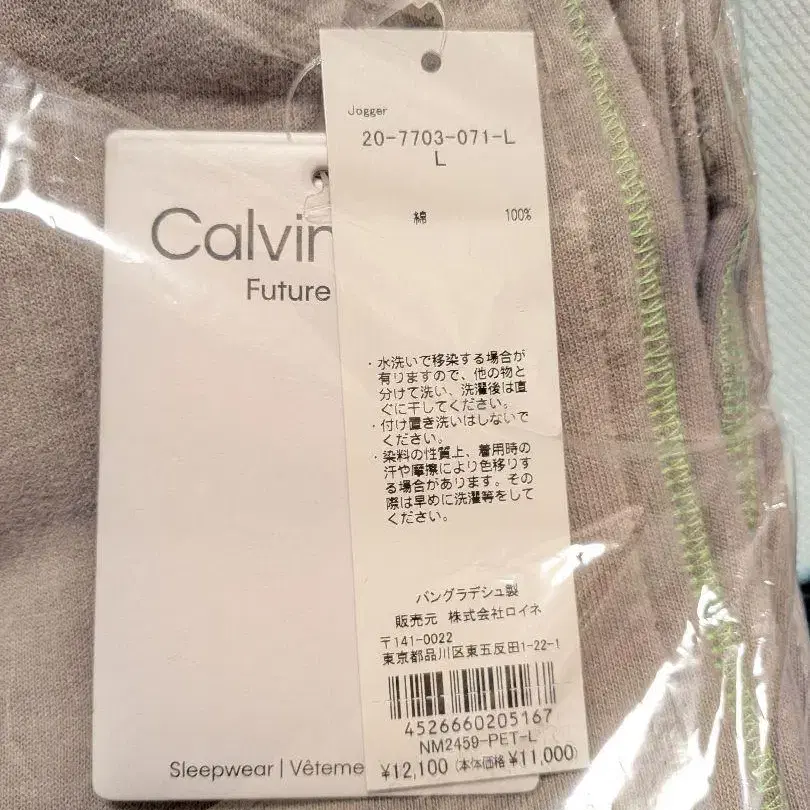 Jogger
20-7703-071-L
L
綿 100%
Calvin
Future
・水洗いで移染する場合が
有りますので、他の物と
分けて洗い、洗濯後は直
ぐに干してください。
・付け置き洗いはしないで
ください。
・染料の性質上、着用時の
汗や摩擦により色移りす
る場合があります。その
際は早めに洗濯等をして
ください。
バングラデシュ製
販売元 株式会社ロイネ
〒141-0022
東京都品川区東五反田1-22-1
4526660205167
NM2459-PET-L
¥12,100 (本体価格 ¥11,000)
Sleepwear | Vêteme